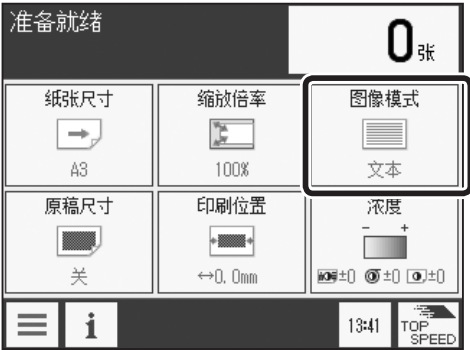 准备就绪
0张
纸张尺寸
A3
缩放倍率
100%
图像模式
文本
原稿尺寸
关
印刷位置
↔0.0mm
浓度
- +
±0 ±0 ±0
i
13:41
TOP
SPEED